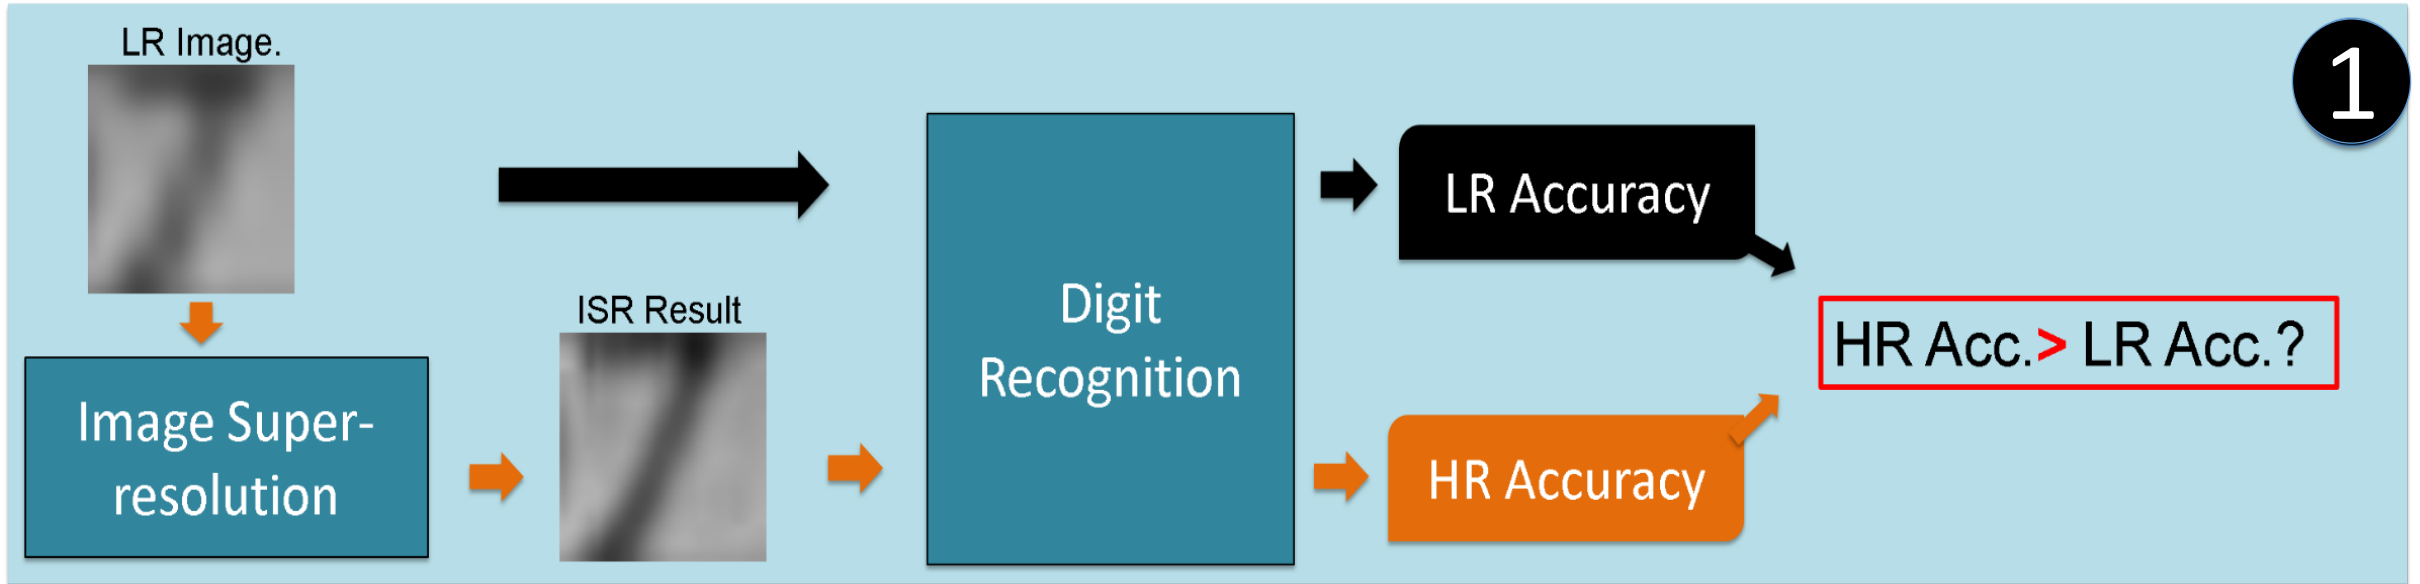 LR Image.
1
LR Accuracy
ISR Result
Digit
Recognition
HR Acc.> LR Acc.?
Image Super-
resolution
HR Accuracy